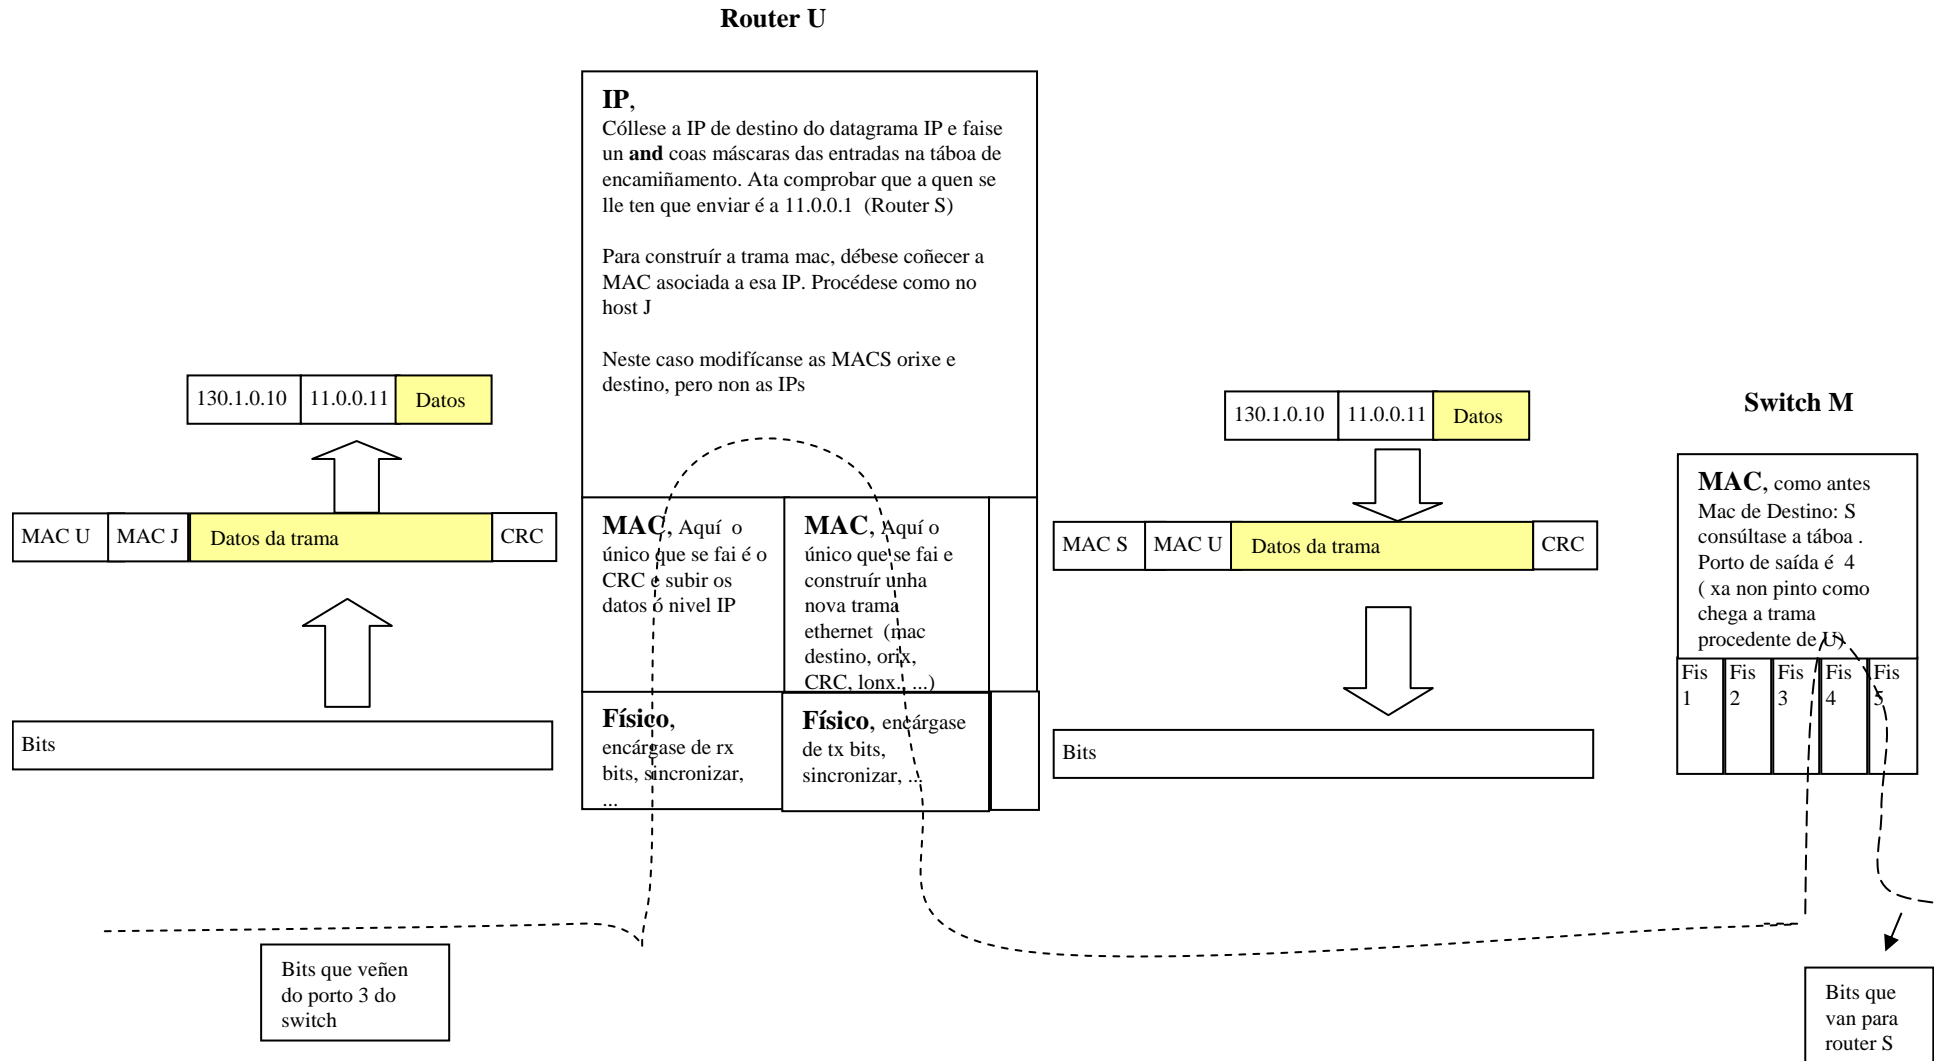 Router U
IP,
Cóllese a IP de destino do datagrama IP e faise
un and coas máscaras das entradas na táboa de
encamiñamento. Ata comprobar que a quen se
lle ten que enviar é a 11.0.0.1 (Router S)
Para construír a trama mac, débese coñecer a
MAC asociada a esa IP. Procédese como no
host J
Neste caso modifícanse as MACS orixe e
destino, pero non as IPs
130.1.0.10 11.0.0.11 Datos
MAC U MAC J Datos da trama CRC
Bits
MAC, Aquí o
único que se fai é o
CRC e subir os
datos ó nivel IP
MAC, Aquí o
único que se fai e
construír unha
nova trama
ethernet (mac
destino, orix,
CRC, lonx. ...)
Físico,
encárgase de rx
bits, sincronizar,
...
Físico, encárgase
de tx bits,
sincronizar, ...
130.1.0.10 11.0.0.11 Datos
MAC S MAC U Datos da trama CRC
Bits
Switch M
MAC, como antes
Mac de Destino: S
consúltase a táboa .
Porto de saída é 4
( xa non pinto como
chega a trama
procedente de U)
Fis Fis Fis Fis Fis
1 2 3 4 5
Bits que veñen
do porto 3 do
switch
Bits que
van para
router S